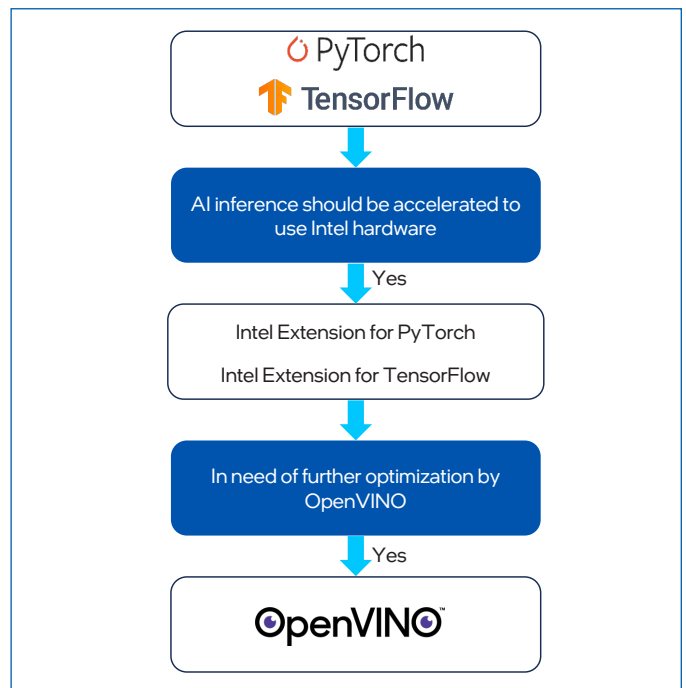 PyTorch
TensorFlow
AI inference should be accelerated to
use Intel hardware
Yes
Intel Extension for PyTorch
Intel Extension for TensorFlow
In need of further optimization by
OpenVINO
Yes
OpenVINO™